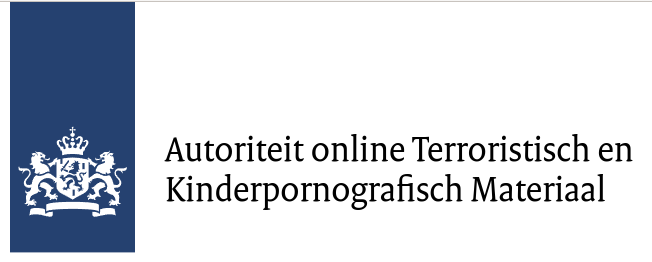 Autoriteit online Terroristisch en
Kinderpornografisch Materiaal